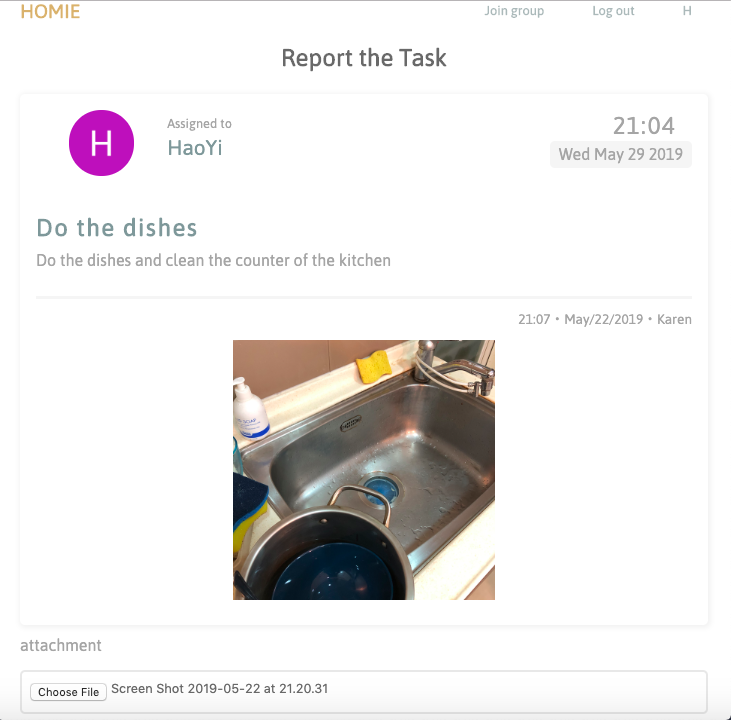 HOMIE
Join group
Log out
H
Report the Task
H
Assigned to
HaoYi
21:04
Wed May 29 2019
Do the dishes
Do the dishes and clean the counter of the kitchen
21:07 • May/22/2019 • Karen
SOAP
attachment
Choose File Screen Shot 2019-05-22 at 21.20.31